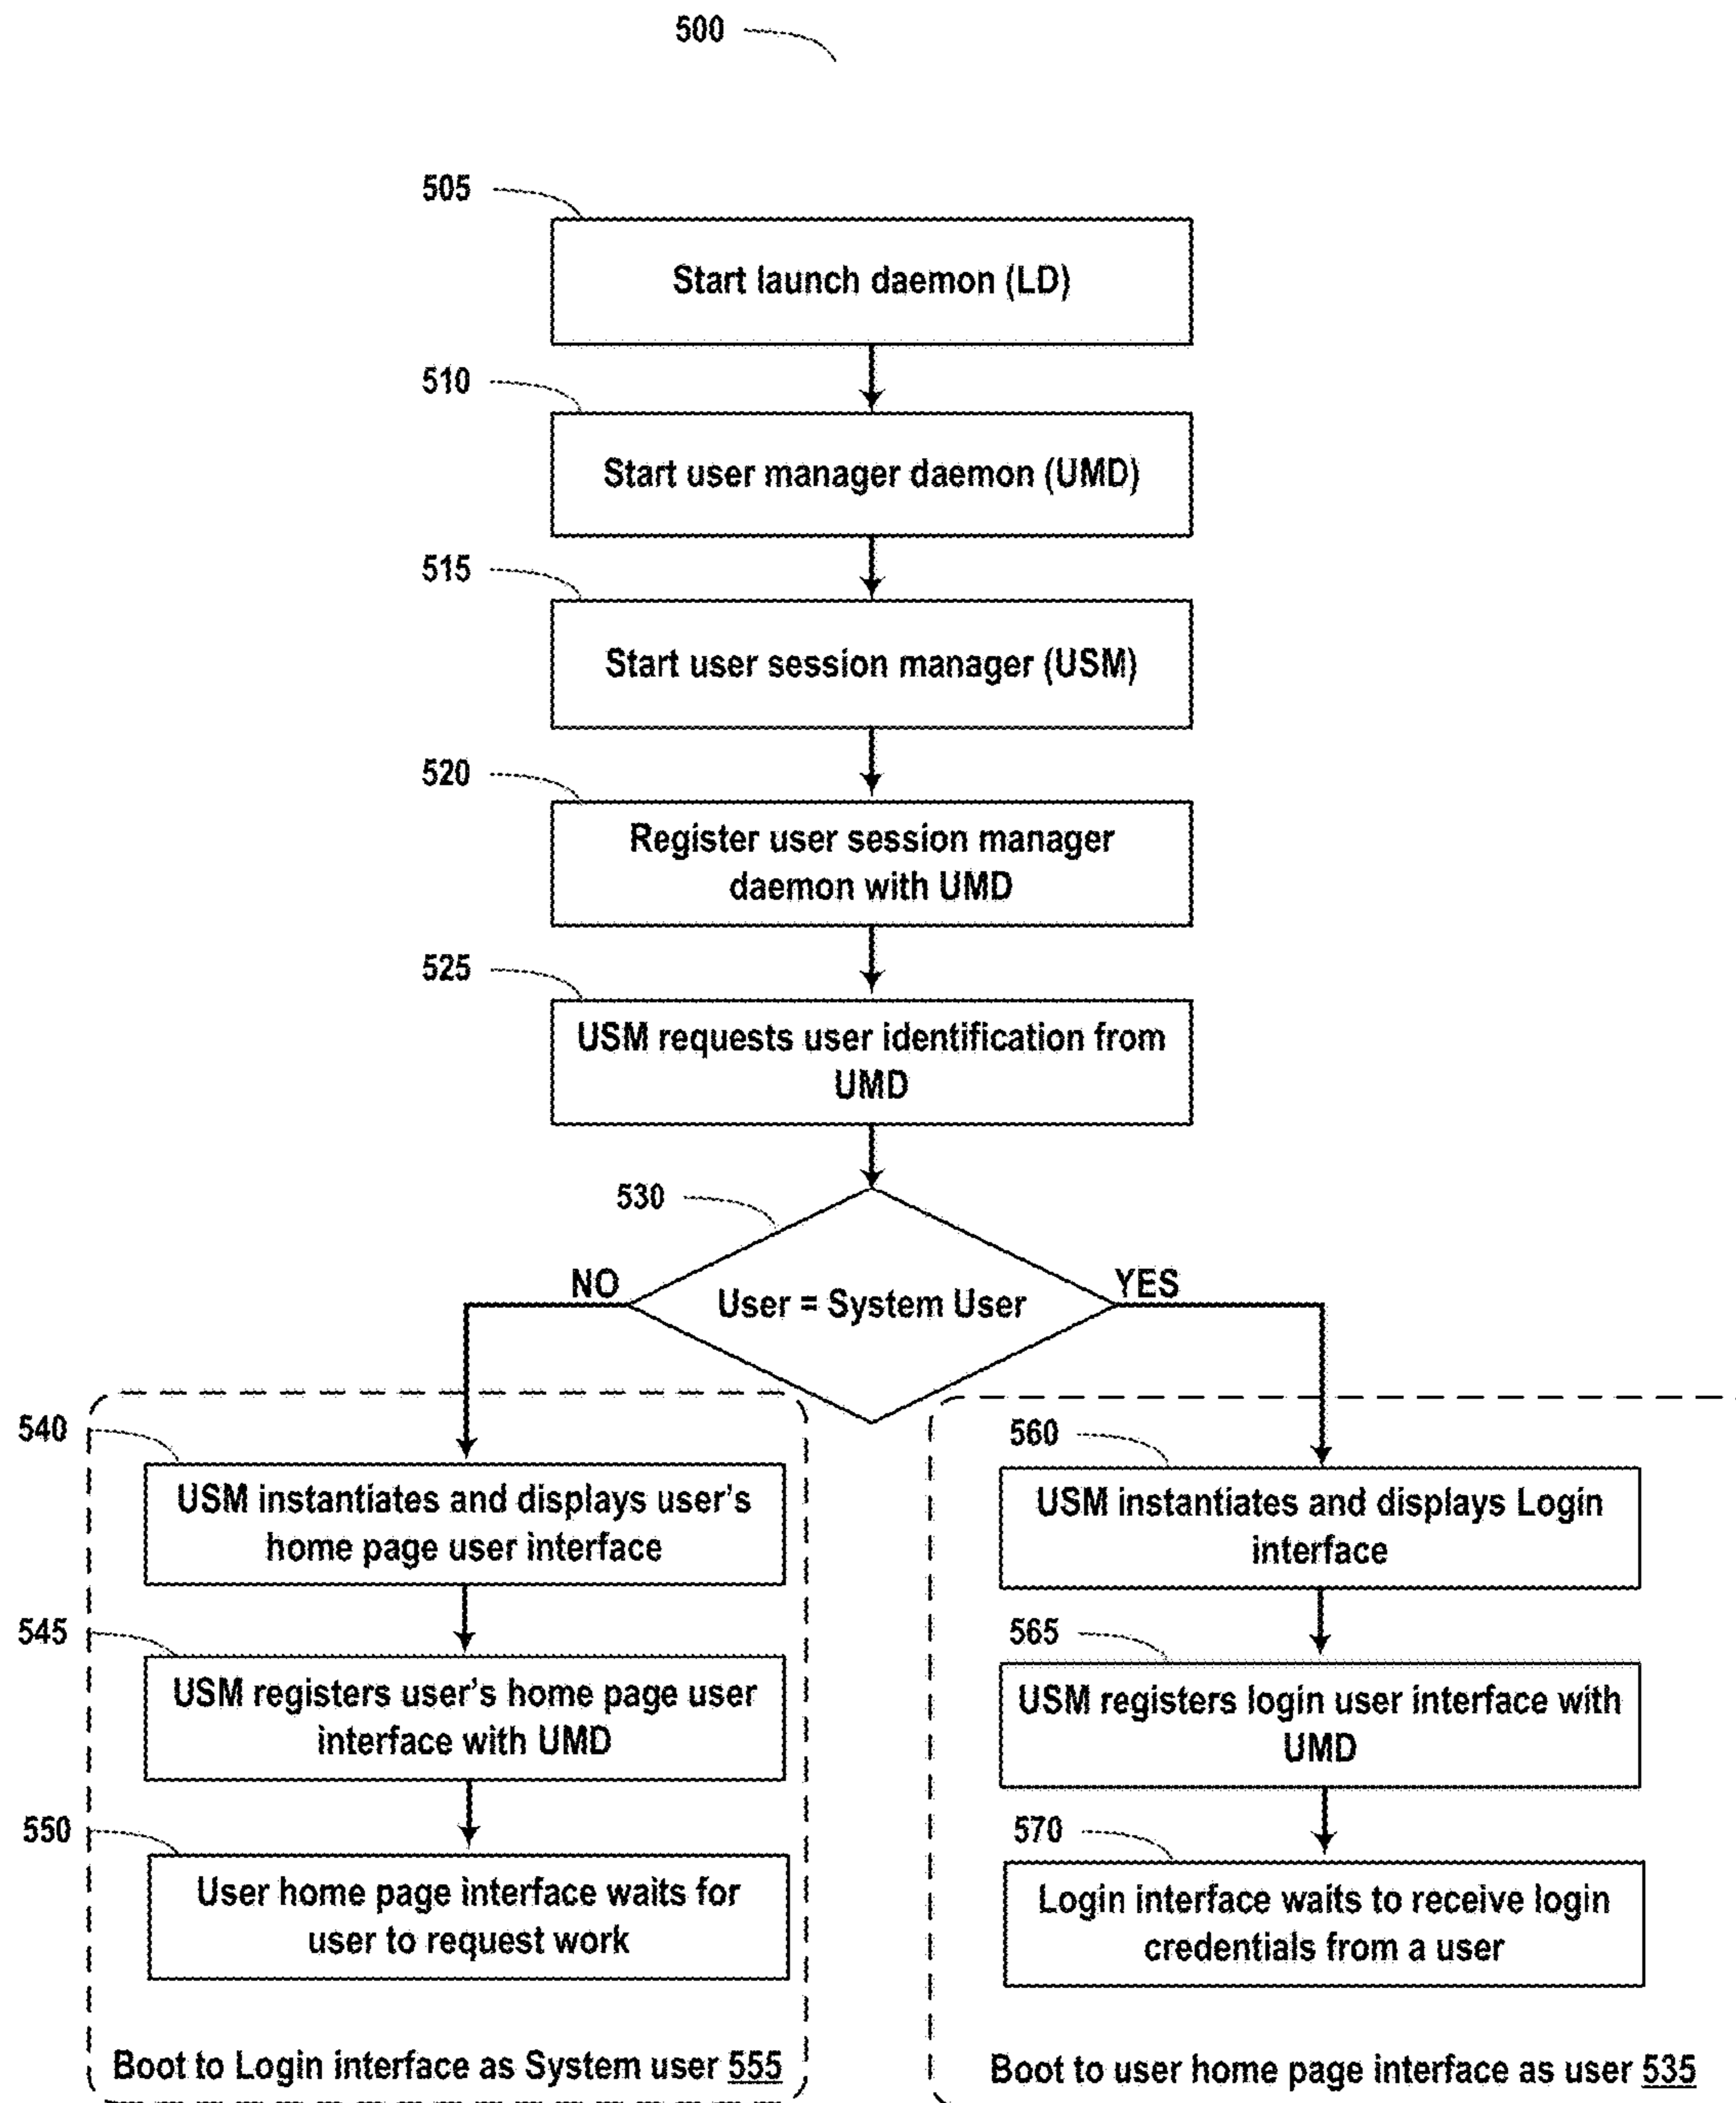 500
505
Start launch daemon (LD)
510
Start user manager daemon (UMD)
515
Start user session manager (USM)
520
Register user session manager
daemon with UMD
525
USM requests user identification from
UMD
530
NO
User = System User
YES
540
USM instantiates and displays user's
home page user interface
545
USM registers user's home page user
interface with UMD
550
User home page interface waits for
user to request work
Boot to Login interface as System user 555
560
USM instantiates and displays Login
interface
565
USM registers login user interface with
UMD
570
Login interface waits to receive login
credentials from a user
Boot to user home page interface as user 535